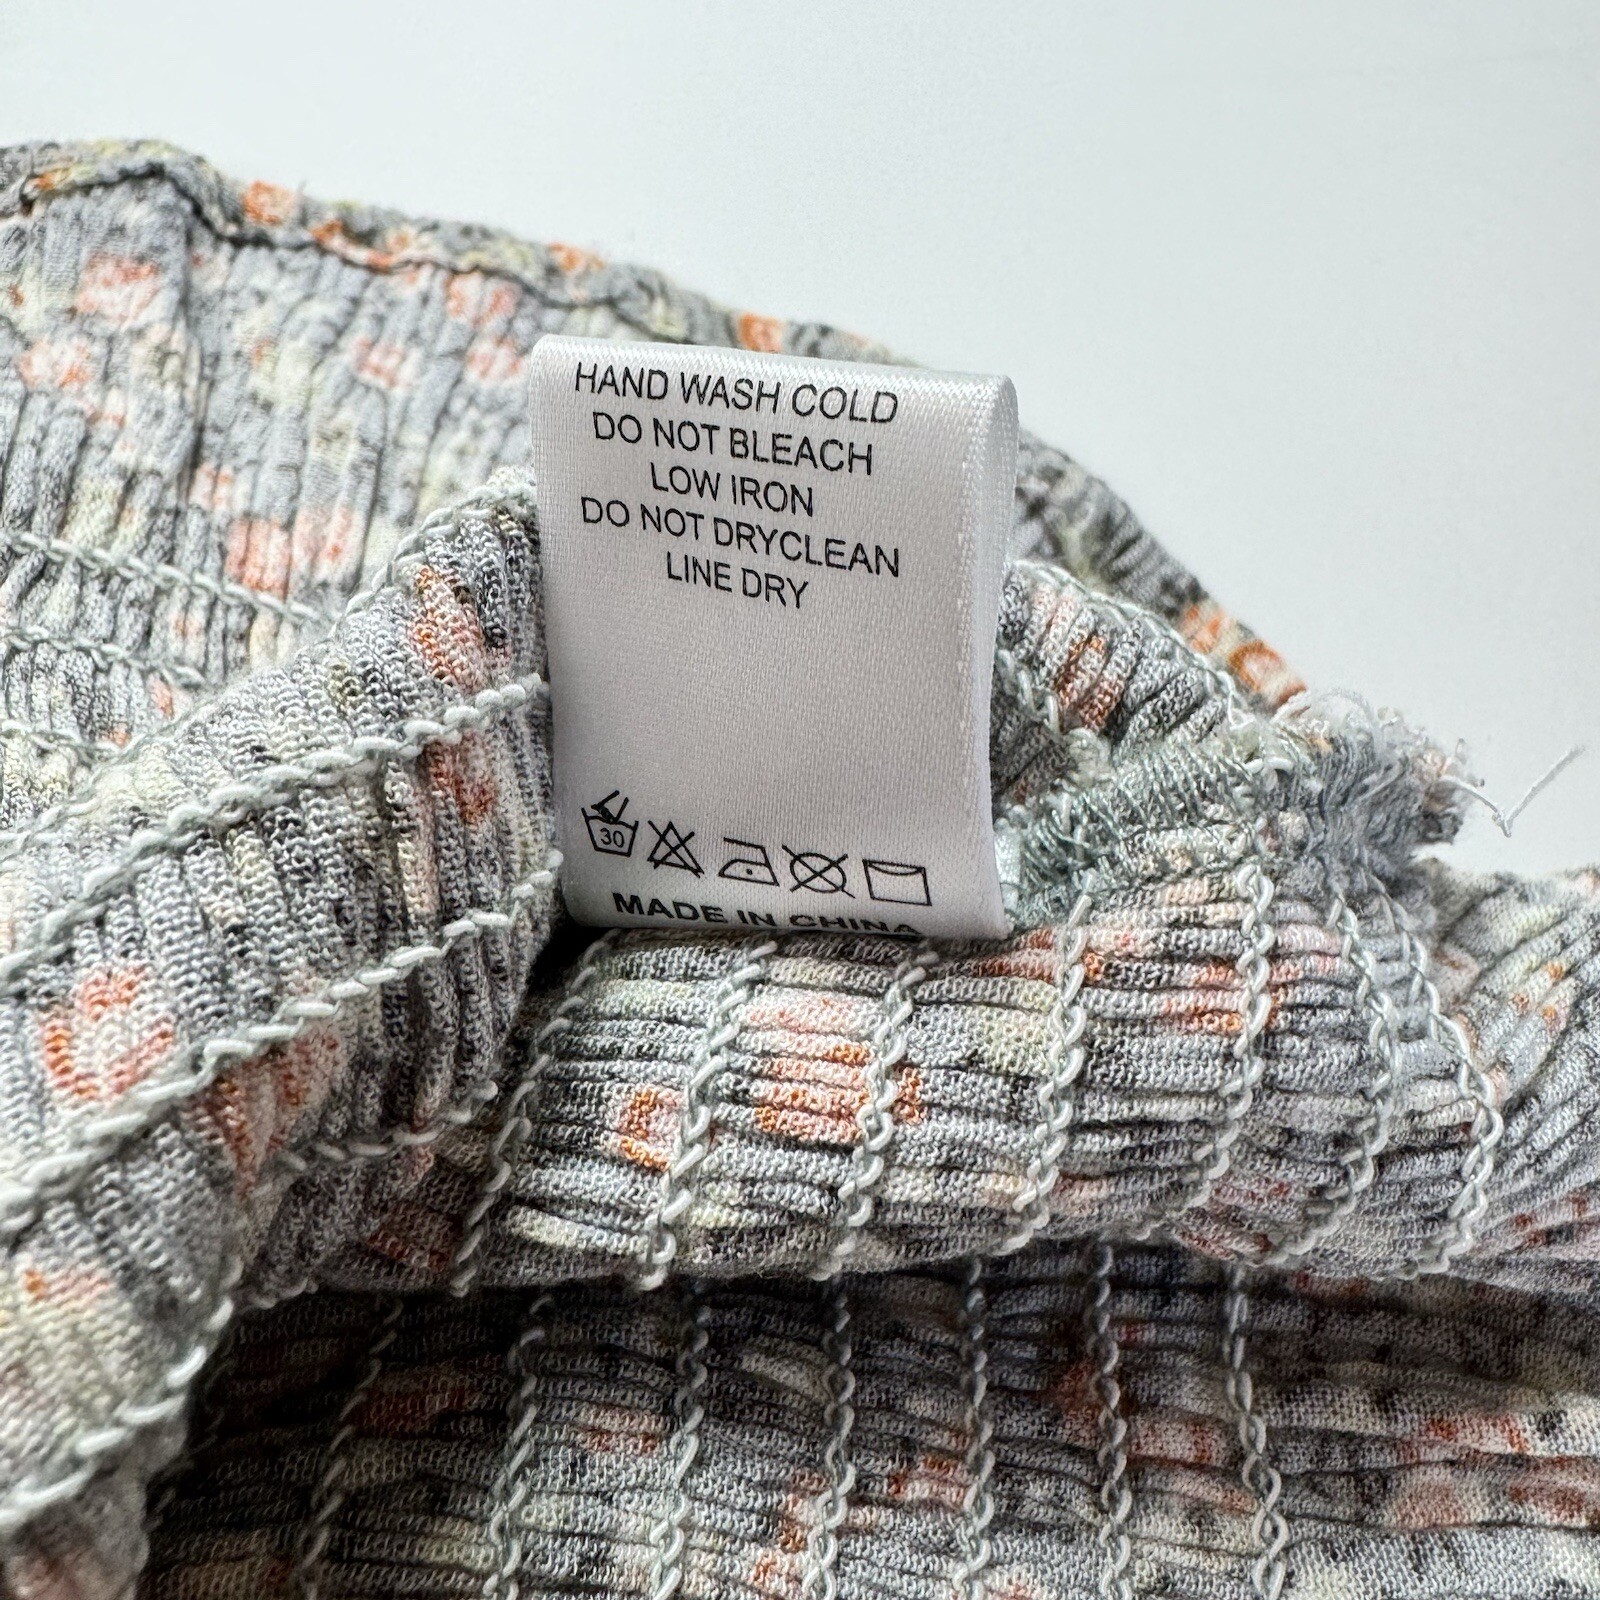 HAND WASH COLD
DO NOT BLEACH
LOW IRON
DO NOT DRYCLEAN
LINE DRY
30
MADE IN CHINA